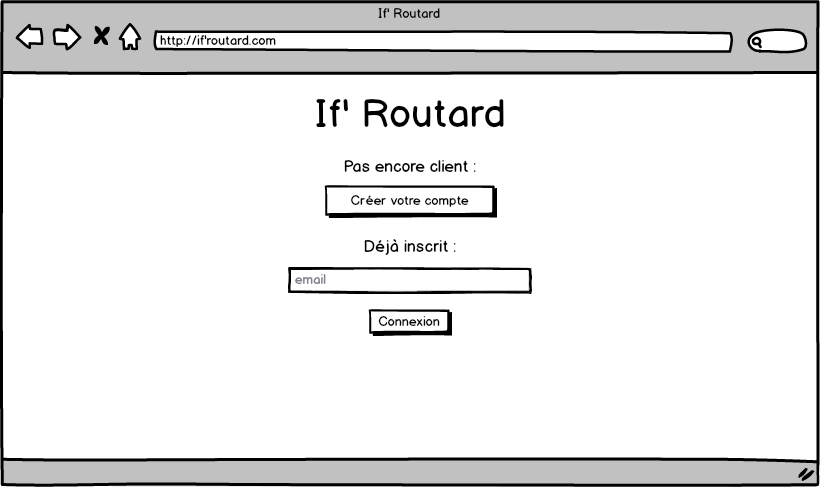 If' Routard
http://if'routard.com
If' Routard
Pas encore client :
Créer votre compte
Déjà inscrit :
email
Connexion